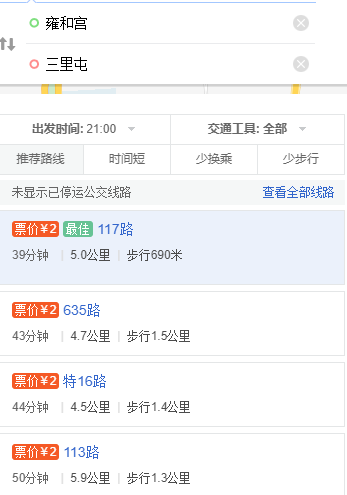 雍和宫
三里屯
出发时间: 21:00 交通工具: 全部
推荐路线 时间短 少换乘 少步行
未显示已停运公交线路 查看全部线路
票价¥2 最佳 117路
39分钟 | 5.0公里 | 步行690米
票价¥2 635路
43分钟 | 4.7公里 | 步行1.5公里
票价¥2 特16路
44分钟 | 4.5公里 | 步行1.4公里
票价¥2 113路
50分钟 | 5.9公里 | 步行1.3公里